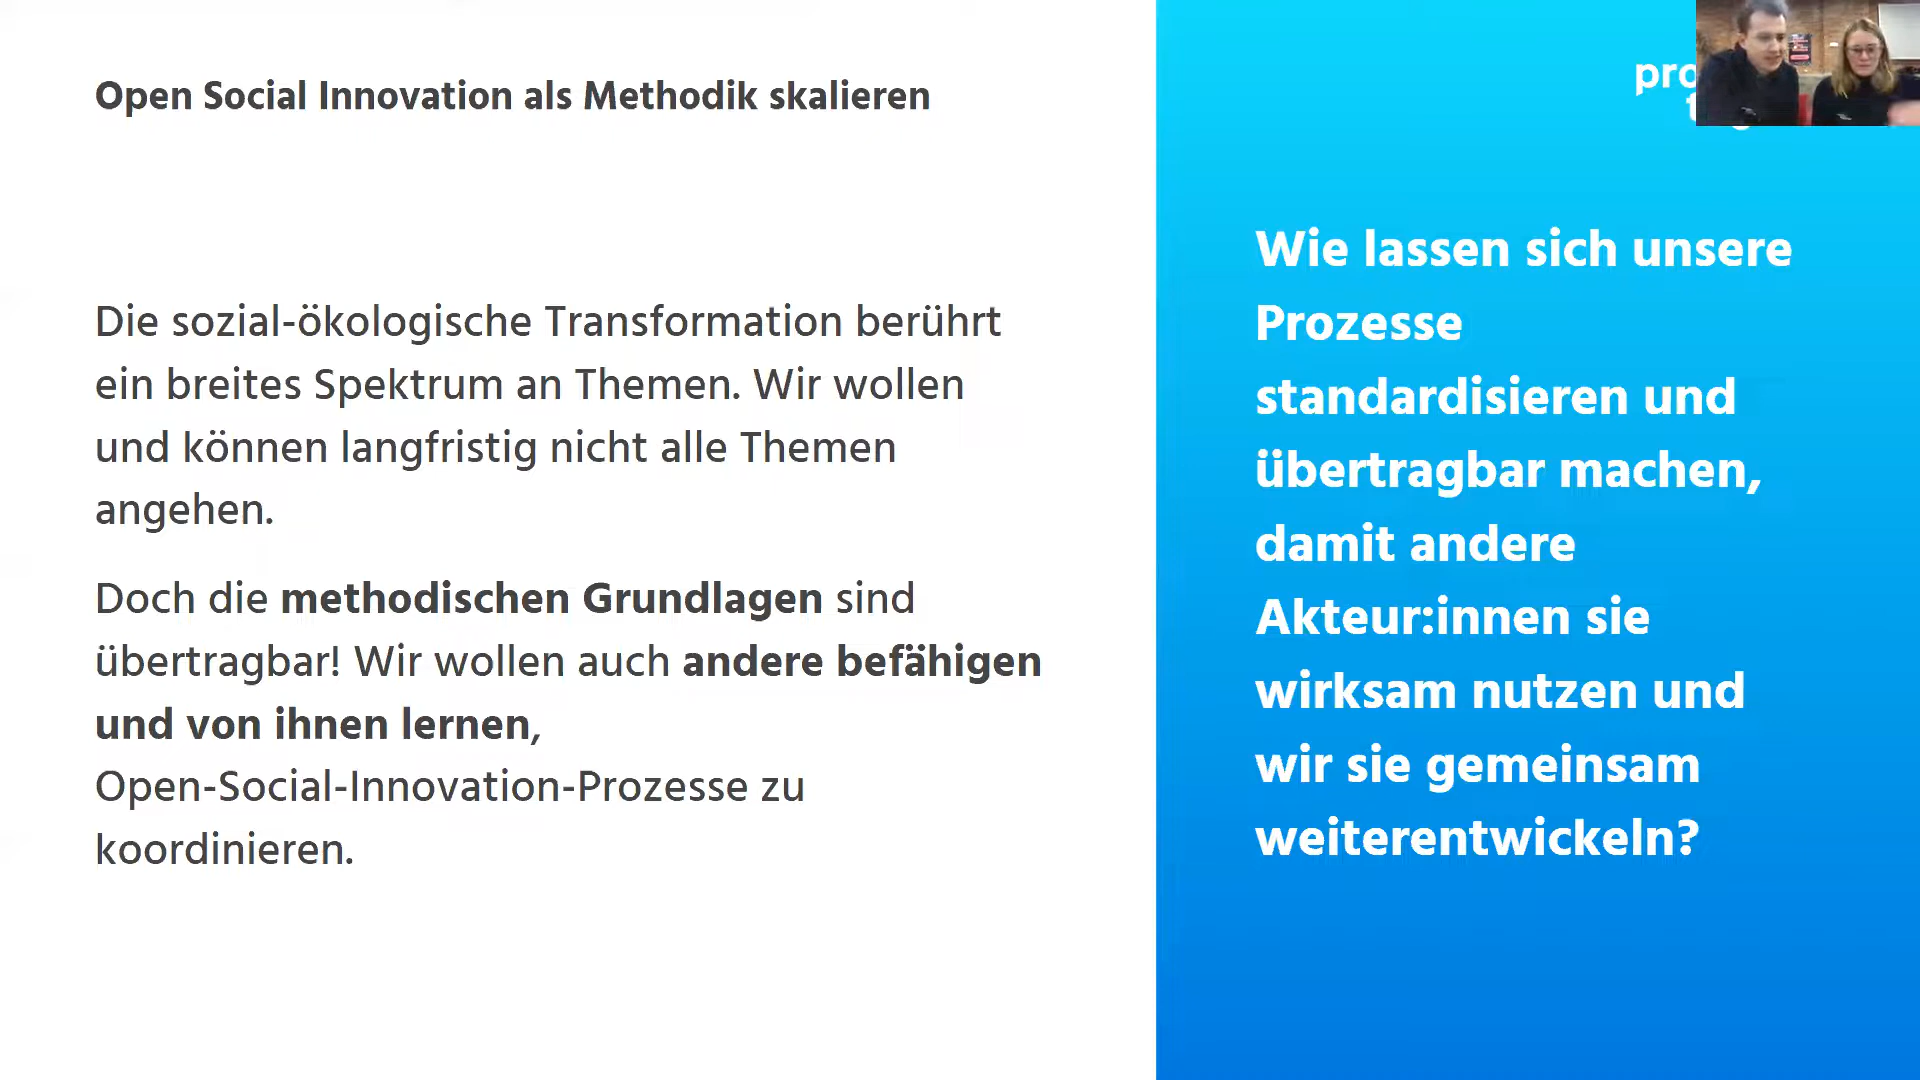 Open Social Innovation als Methodik skalieren
Die sozial-ökologische Transformation berührt
ein breites Spektrum an Themen. Wir wollen
und können langfristig nicht alle Themen
angehen.
Doch die methodischen Grundlagen sind
übertragbar! Wir wollen auch andere befähigen
und von ihnen lernen,
Open-Social-Innovation-Prozesse zu
koordinieren.
Wie lassen sich unsere
Prozesse
standardisieren und
übertragbar machen,
damit andere
Akteur:innen sie
wirksam nutzen und
wir sie gemeinsam
weiterentwickeln?